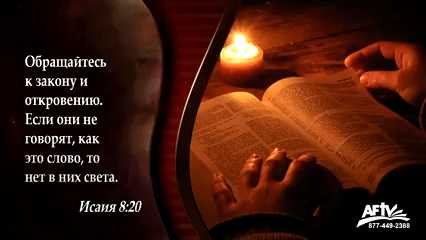 Обращайтесь
к закону и
откровению.
Если они не
говорят, как
это слово, то
нет в них света.
Исаия 8:20
AFTV
877-449-2388